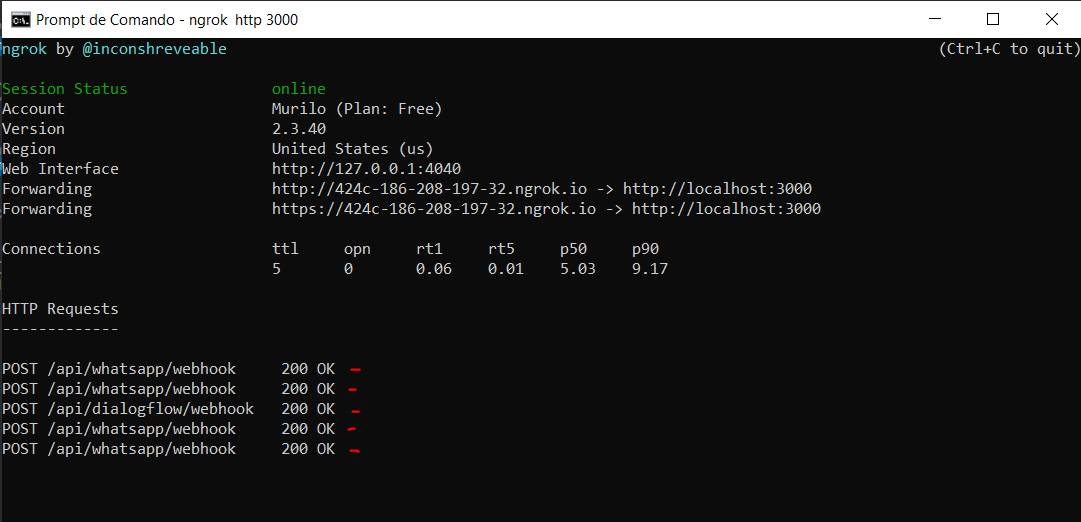 Prompt de Comando - ngrok http 3000
ngrok by @inconshreveable (Ctrl+C to quit)
Session Status online
Account Murilo (Plan: Free)
Version 2.3.40
Region United States (us)
Web Interface http://127.0.0.1:4040
Forwarding http://424c-186-208-197-32.ngrok.io -> http://localhost:3000
Forwarding https://424c-186-208-197-32.ngrok.io -> http://localhost:3000
Connections ttl opn rt1 rt5 p50 p90
5 0 0.06 0.01 5.03 9.17
HTTP Requests
-------------
POST /api/whatsapp/webhook 200 OK
POST /api/whatsapp/webhook 200 OK
POST /api/dialogflow/webhook 200 OK
POST /api/whatsapp/webhook 200 OK
POST /api/whatsapp/webhook 200 OK